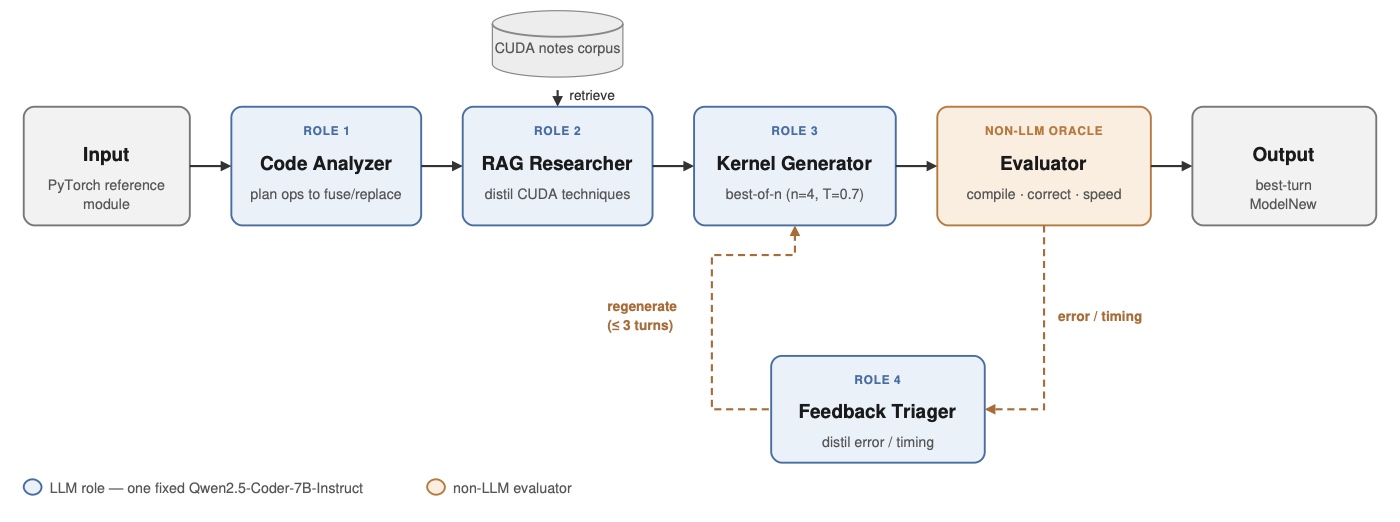 CUDA notes corpus
retrieve
Input
PyTorch reference
module
ROLE 1
Code Analyzer
plan ops to fuse/replace
ROLE 2
RAG Researcher
distil CUDA techniques
ROLE 3
Kernel Generator
best-of-n (n=4, T=0.7)
NON-LLM ORACLE
Evaluator
compile · correct · speed
Output
best-turn
ModelNew
regenerate
(≤ 3 turns)
error / timing
ROLE 4
Feedback Triager
distil error / timing
LLM role — one fixed Qwen2.5-Coder-7B-Instruct
non-LLM evaluator